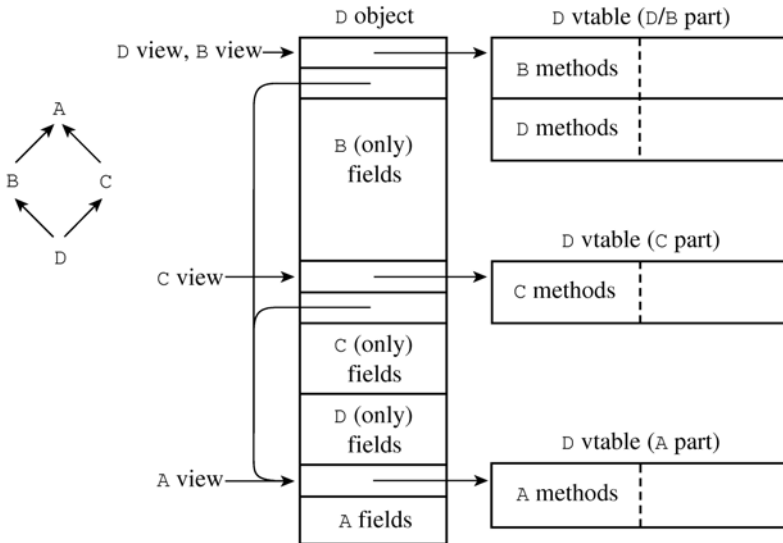 D object
D vtable (D/B part)
D view, B view
B methods
D methods
A
B
C
D
B (only)
fields
D vtable (C part)
C view
C methods
C (only)
fields
D (only)
fields
D vtable (A part)
A view
A methods
A fields